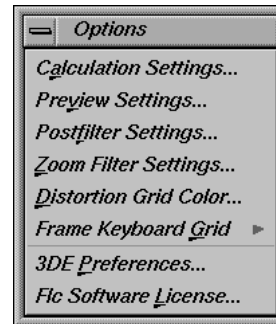 Options
Calculation Settings...
Preview Settings...
Postfilter Settings...
Zoom Filter Settings...
Distortion Grid Color...
Frame Keyboard Grid
3DE Preferences...
Flc Software License...